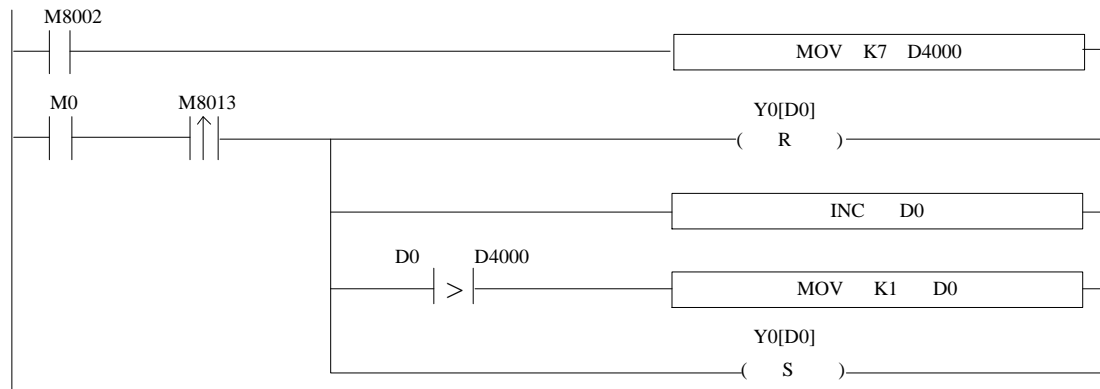 M8002
MOV K7 D4000
M0 M8013
Y0[D0]
( R )
INC D0
D0 > D4000
MOV K1 D0
Y0[D0]
( S )